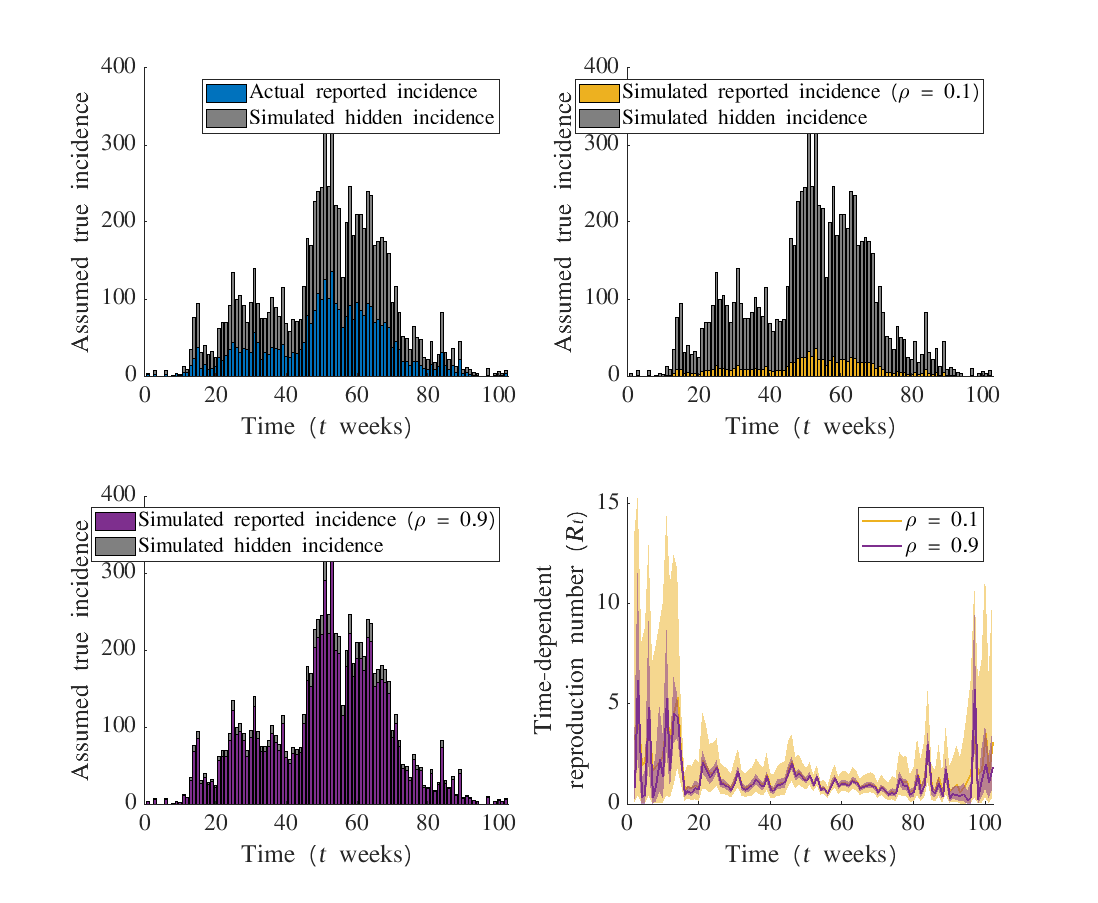 400
300
200
100
0
Assumed true incidence
Actual reported incidence
Simulated hidden incidence
0 20 40 60 80 100
Time (t weeks)
400
300
200
100
0
Assumed true incidence
Simulated reported incidence (ρ = 0.1)
Simulated hidden incidence
0 20 40 60 80 100
Time (t weeks)
400
300
200
100
0
Assumed true incidence
Simulated reported incidence (ρ = 0.9)
Simulated hidden incidence
0 20 40 60 80 100
Time (t weeks)
15
10
5
0
Time-dependent
reproduction number (Rt)
ρ = 0.1
ρ = 0.9
0 20 40 60 80 100
Time (t weeks)